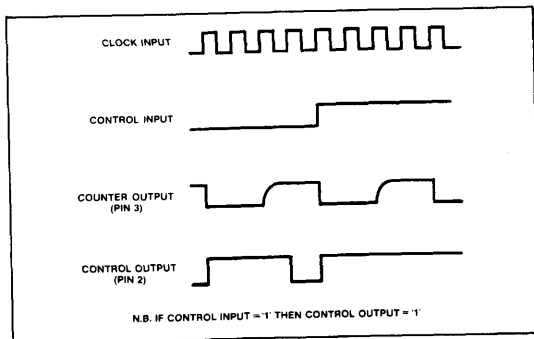 CLOCK INPUT
CONTROL INPUT
COUNTER OUTPUT
(PIN 3)
CONTROL OUTPUT
(PIN 2)
N.B. IF CONTROL INPUT = '1' THEN CONTROL OUTPUT = '1'